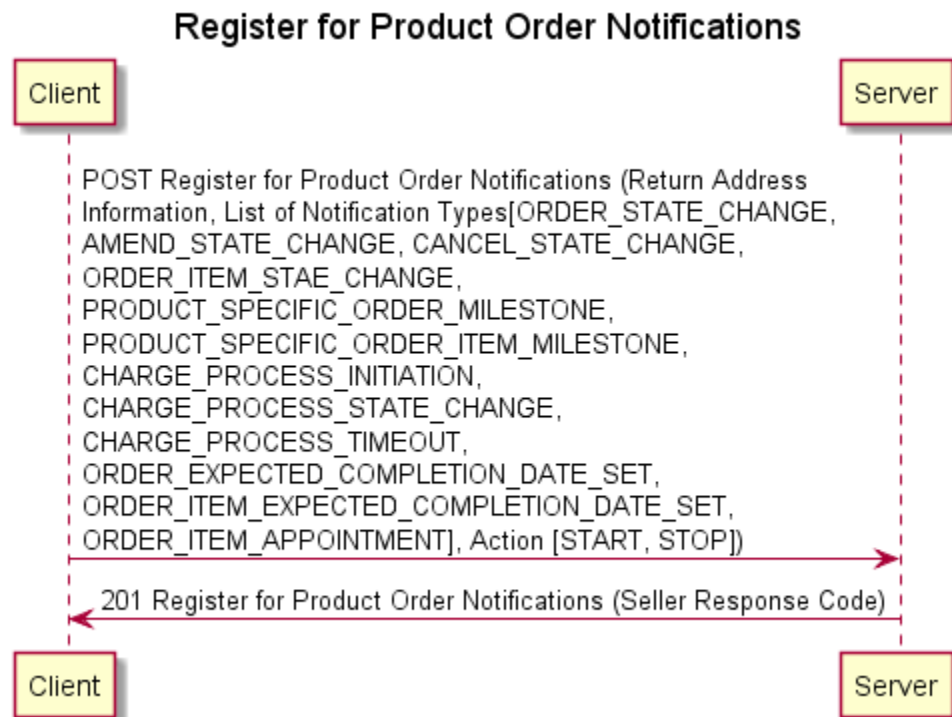 Register for Product Order Notifications
Client
Server
POST Register for Product Order Notifications (Return Address
Information, List of Notification Types[ORDER_STATE_CHANGE,
AMEND_STATE_CHANGE, CANCEL_STATE_CHANGE,
ORDER_ITEM_STAE_CHANGE,
PRODUCT_SPECIFIC_ORDER_MILESTONE,
PRODUCT_SPECIFIC_ORDER_ITEM_MILESTONE,
CHARGE_PROCESS_INITIATION,
CHARGE_PROCESS_STATE_CHANGE,
CHARGE_PROCESS_TIMEOUT,
ORDER_EXPECTED_COMPLETION_DATE_SET,
ORDER_ITEM_EXPECTED_COMPLETION_DATE_SET,
ORDER_ITEM_APPOINTMENT], Action [START, STOP])
201 Register for Product Order Notifications (Seller Response Code)
Client
Server